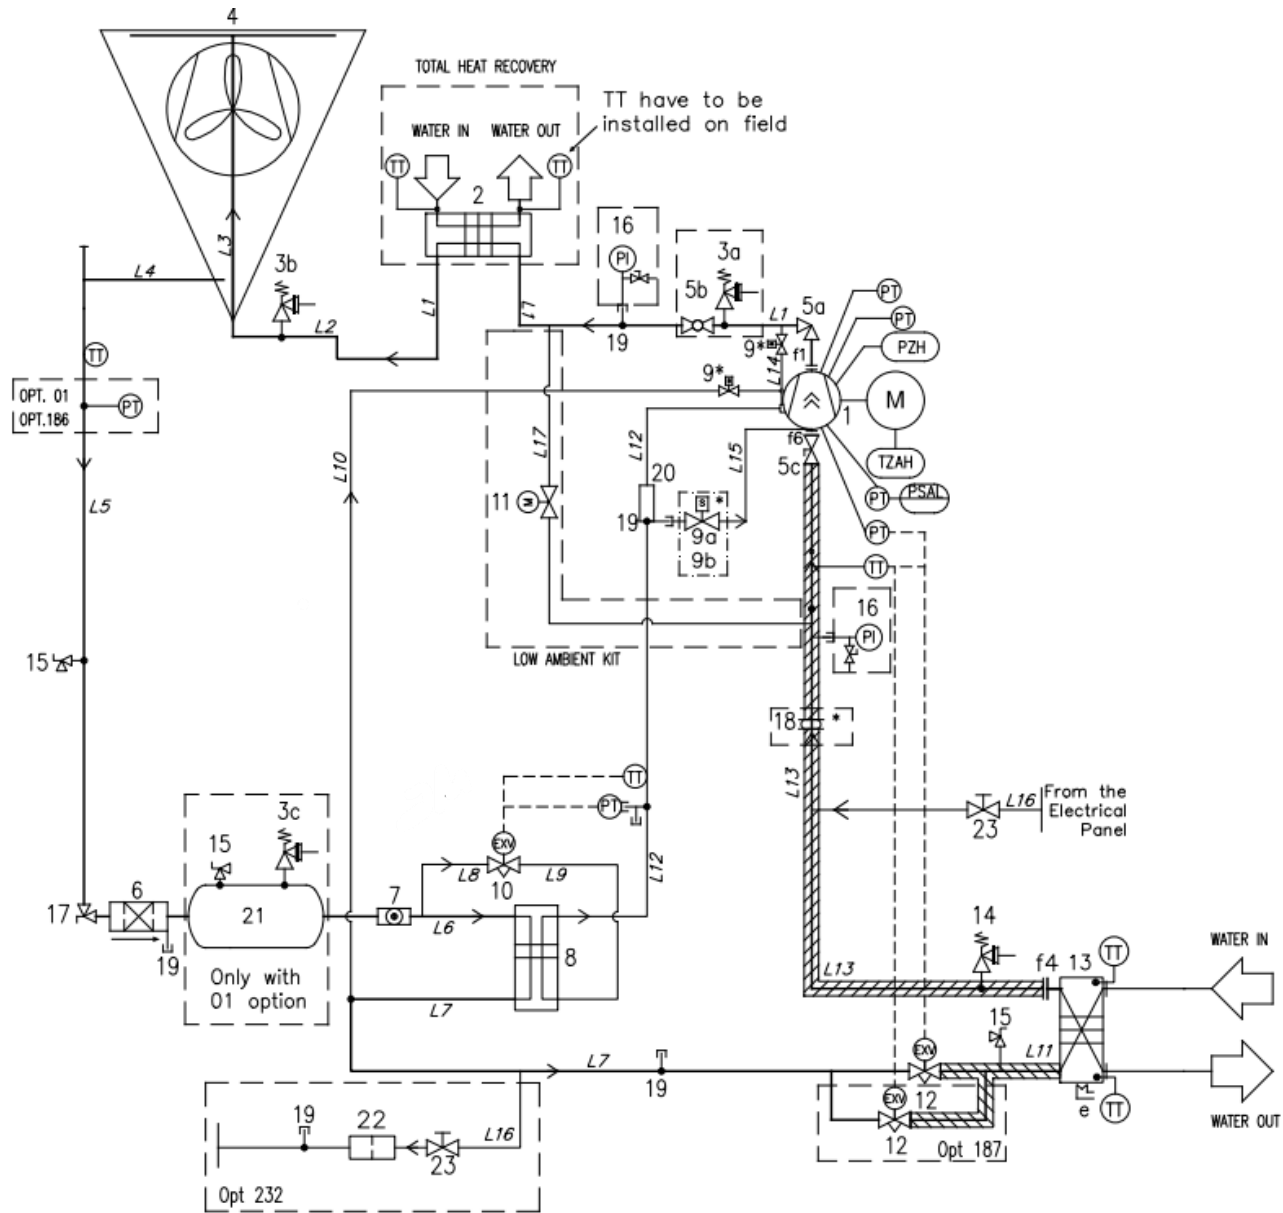 4
TOTAL HEAT RECOVERY
TT have to be
installed on field
WATER IN
WATER OUT
TT
TT
2
16
PI
3a
5b
5a
L1
PT
PT
PZH
3b
L3
L4
L2
L1
L1
19
9*
L14
f1
M
1
TT
OPT. 01
OPT.186
PT
9*
M
L10
L17
L12
L15
f6
5c
TZAH
PT
PSAL
PT
L5
20
11
M
19
S
*
9a
9b
TT
16
PI
LOW AMBIENT KIT
15
18
*
L13
TT
PT
L16
23
From the
Electrical
Panel
3c
15
EXV
L8
10
L9
L12
6
7
17
21
L6
8
19
Only with
01 option
L7
14
L13
f4
13
TT
WATER IN
15
L7
19
EXV
L11
12
e
TT
EXV
WATER OUT
19
22
23
L16
12
Opt 187
Opt 232